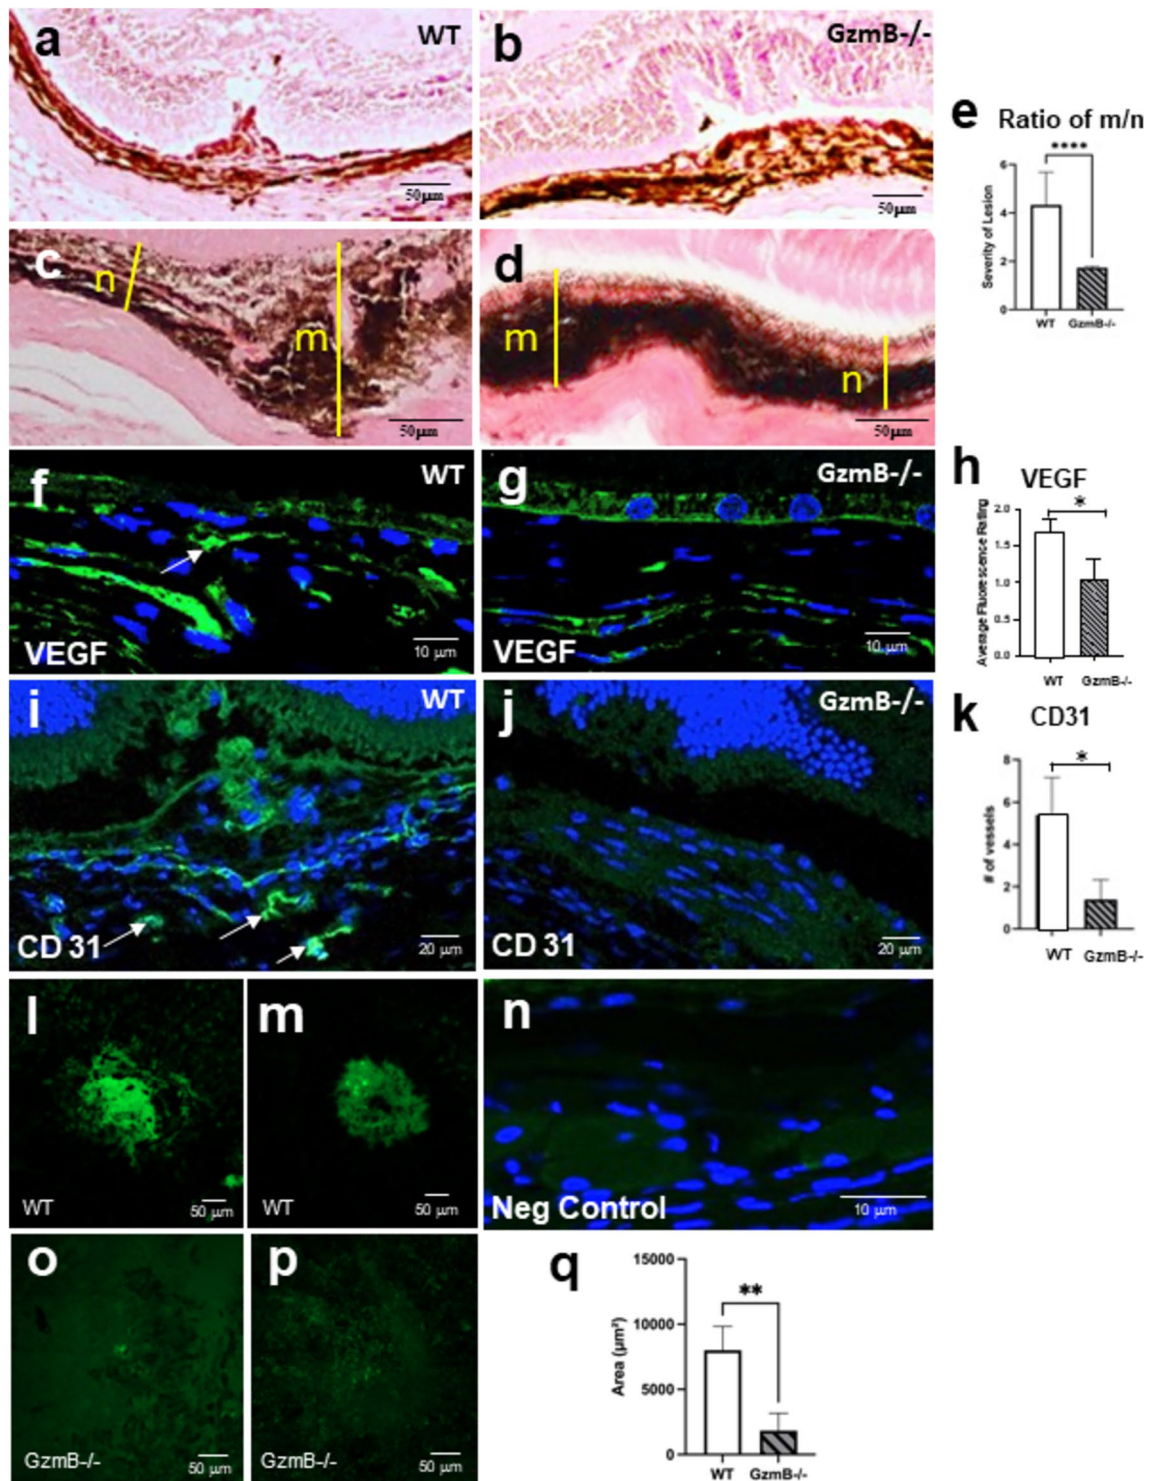 a
WT
50μm
b
GzmB-/-
50μm
e
Ratio of m/n
****
Severity of Lesion
6
4
2
0
WT
GzmB-/-
c
n
m
50μm
d
m
n
50μm
f
WT
VEGF
10 μm
g
GzmB-/-
VEGF
10 μm
h
VEGF
*
Average Fluorescence Rating
2.0
1.5
1.0
0.5
0.0
WT
GzmB-/-
i
WT
CD 31
20 μm
j
GzmB-/-
CD 31
20 μm
k
CD31
*
# of vessels
8
6
4
2
0
WT
GzmB-/-
l
WT
50 μm
m
WT
50 μm
n
Neg Control
10 μm
o
GzmB-/-
50 μm
p
GzmB-/-
50 μm
q
**
Area (μm²)
15000
10000
5000
0
WT
GzmB-/-